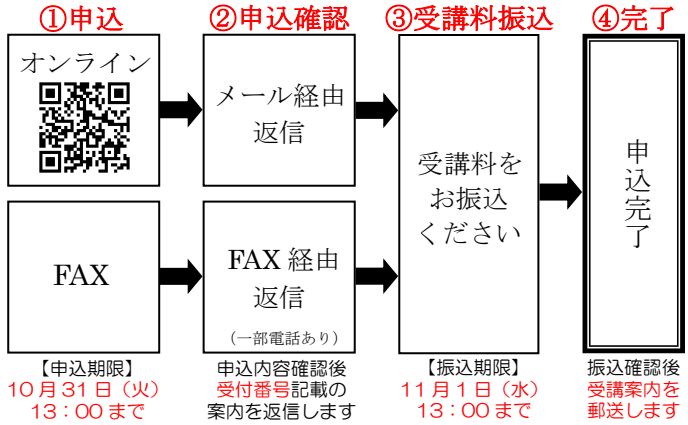 ①申込
②申込確認
③受講料振込
④完了
オンライン
メール経由
返信
FAX
FAX 経由
返信
（一部電話あり）
受講料を
お振込
ください
申込完了
【申込期限】
10月31日（火）
13：00まで
申込内容確認後
受付番号記載の
案内を返信します
【振込期限】
11月1日（水）
13：00まで
振込確認後
受講案内を
郵送します